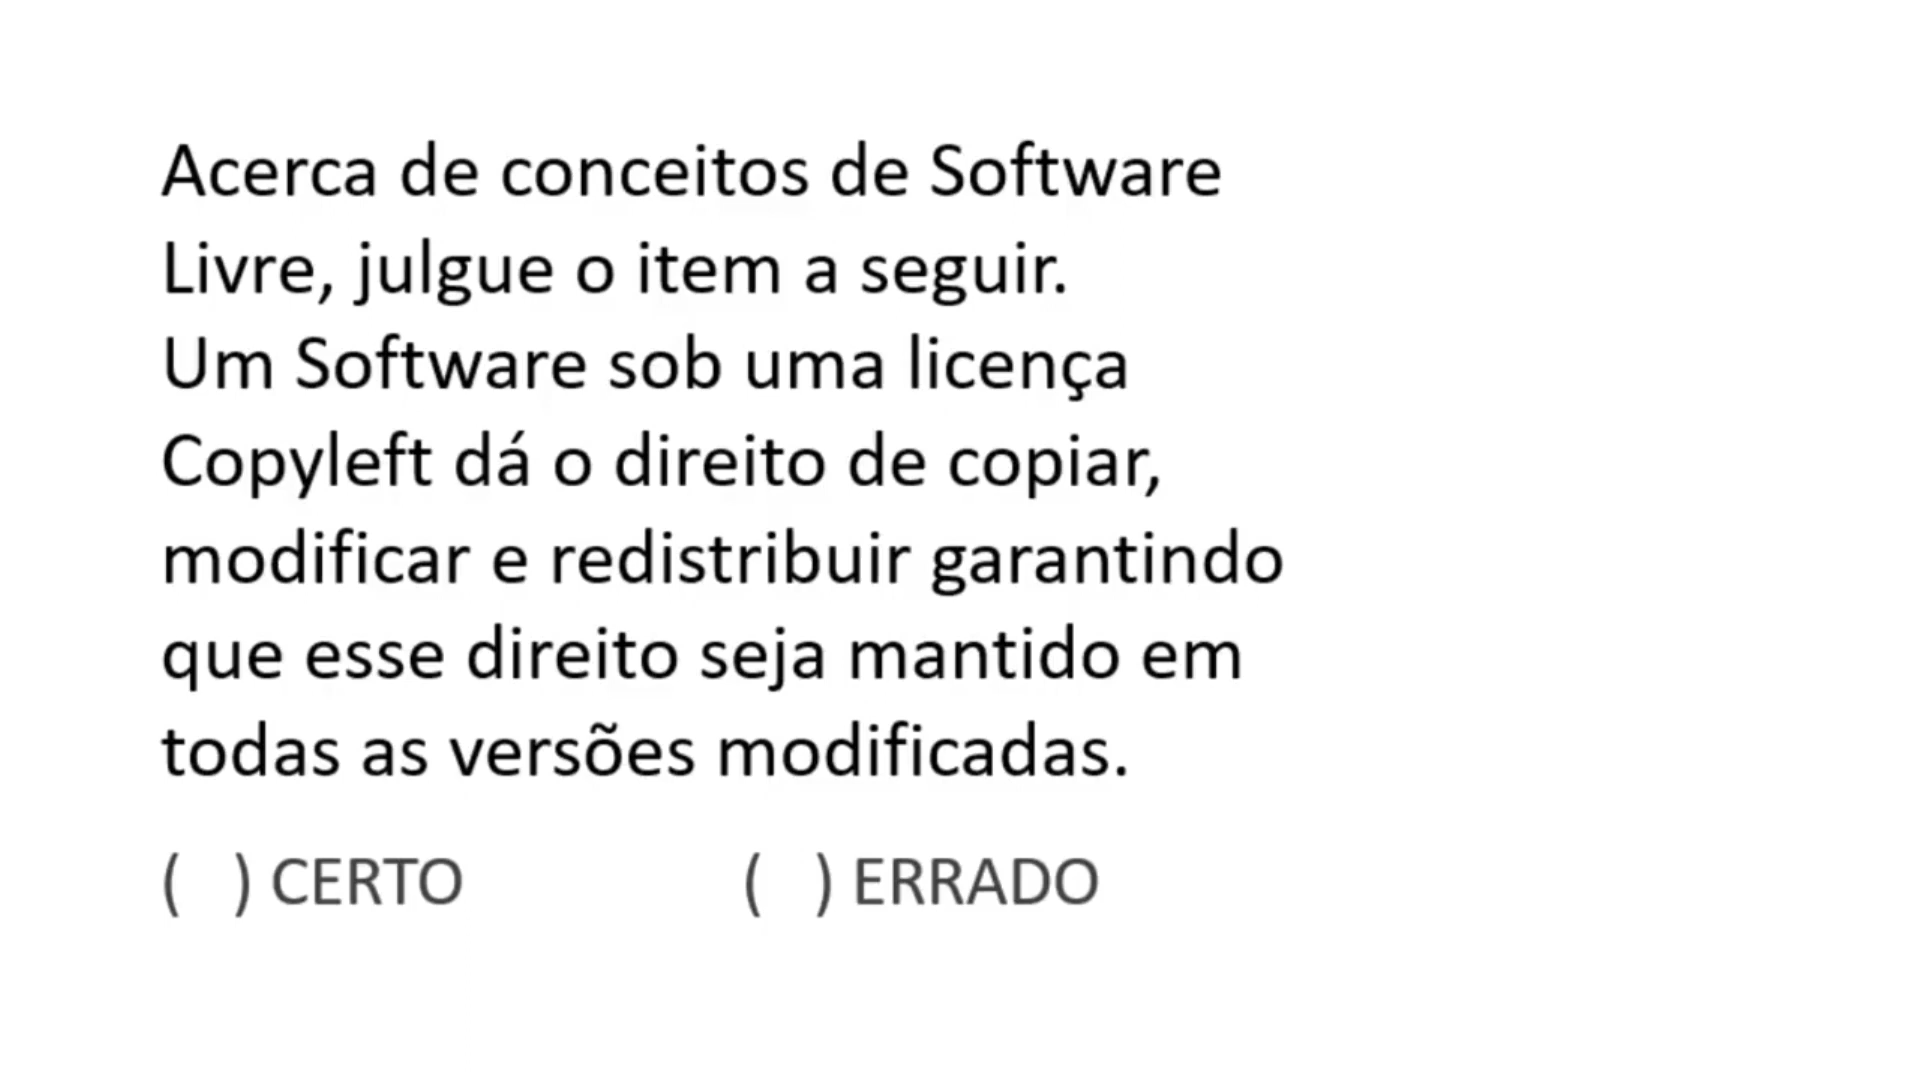 Acerca de conceitos de Software
Livre, julgue o item a seguir.
Um Software sob uma licença
Copyleft dá o direito de copiar,
modificar e redistribuir garantindo
que esse direito seja mantido em
todas as versões modificadas.
(  ) CERTO (  ) ERRADO